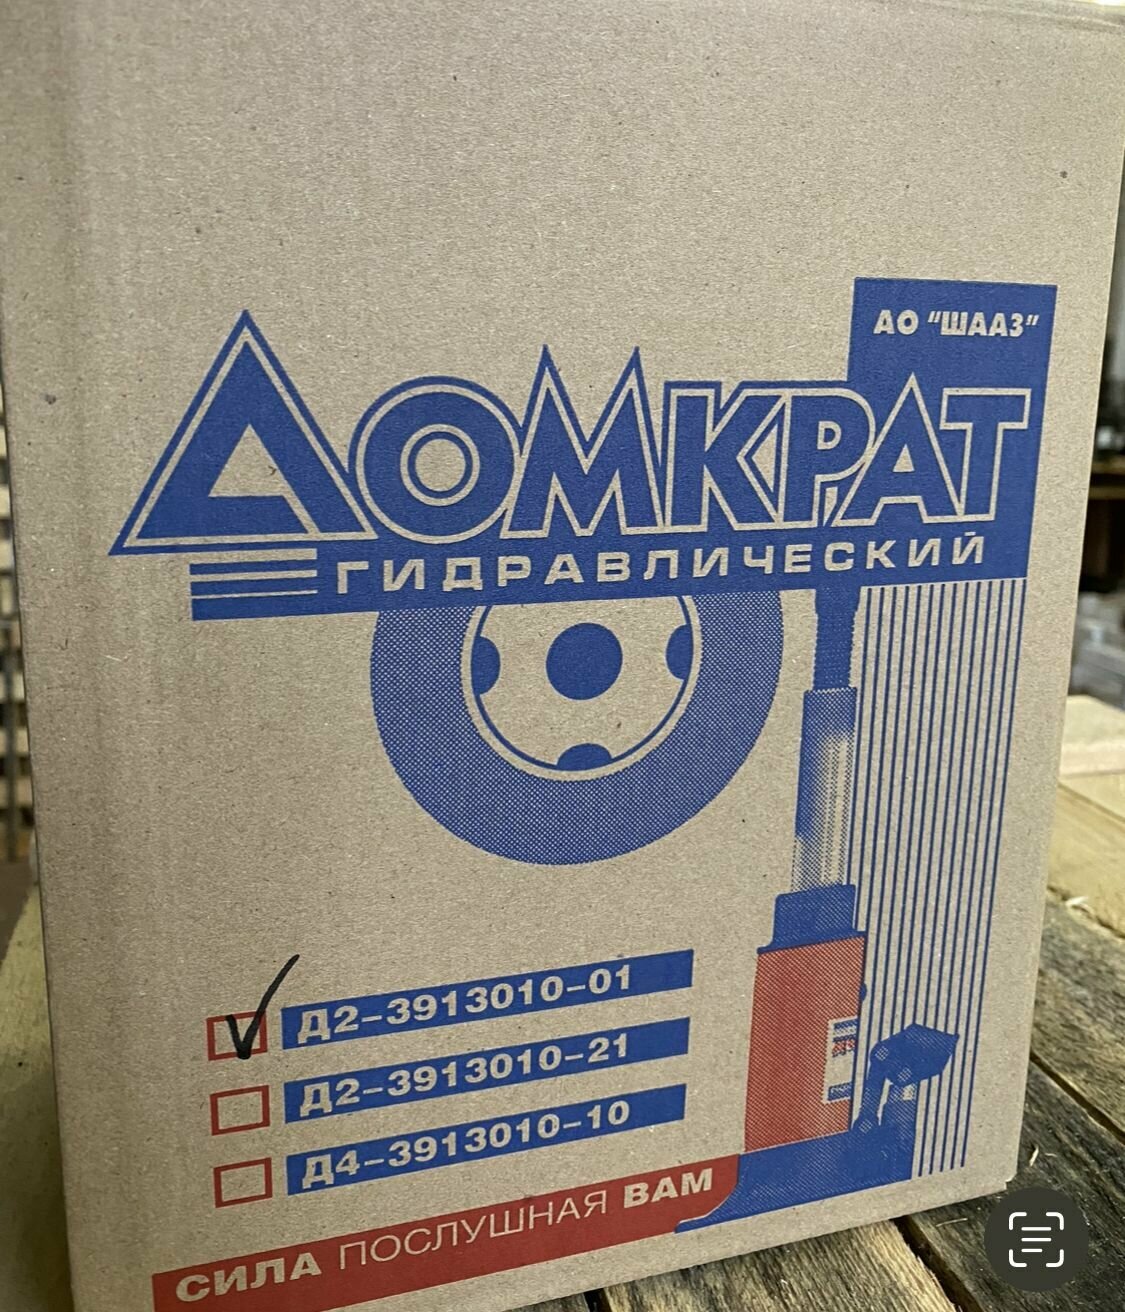 АО "ШААЗ"
ДОМКРАТ
ГИДРАВЛИЧЕСКИЙ
Д2-3913010-01
Д2-3913010-21
Д4-3913010-10
СИЛА ПОСЛУШНАЯ ВАМ